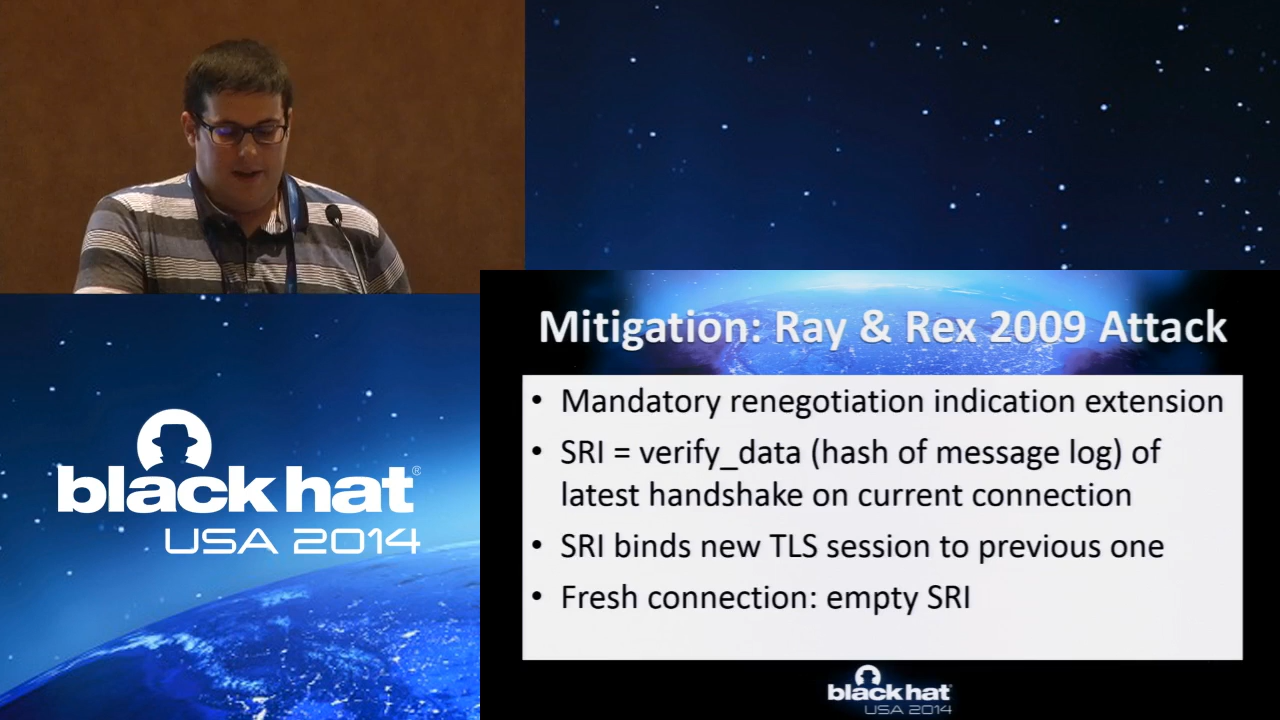 Mitigation: Ray & Rex 2009 Attack
• Mandatory renegotiation indication extension
• SRI = verify_data (hash of message log) of
latest handshake on current connection
• SRI binds new TLS session to previous one
• Fresh connection: empty SRI
black hat®
USA 2014
black hat
USA 2014